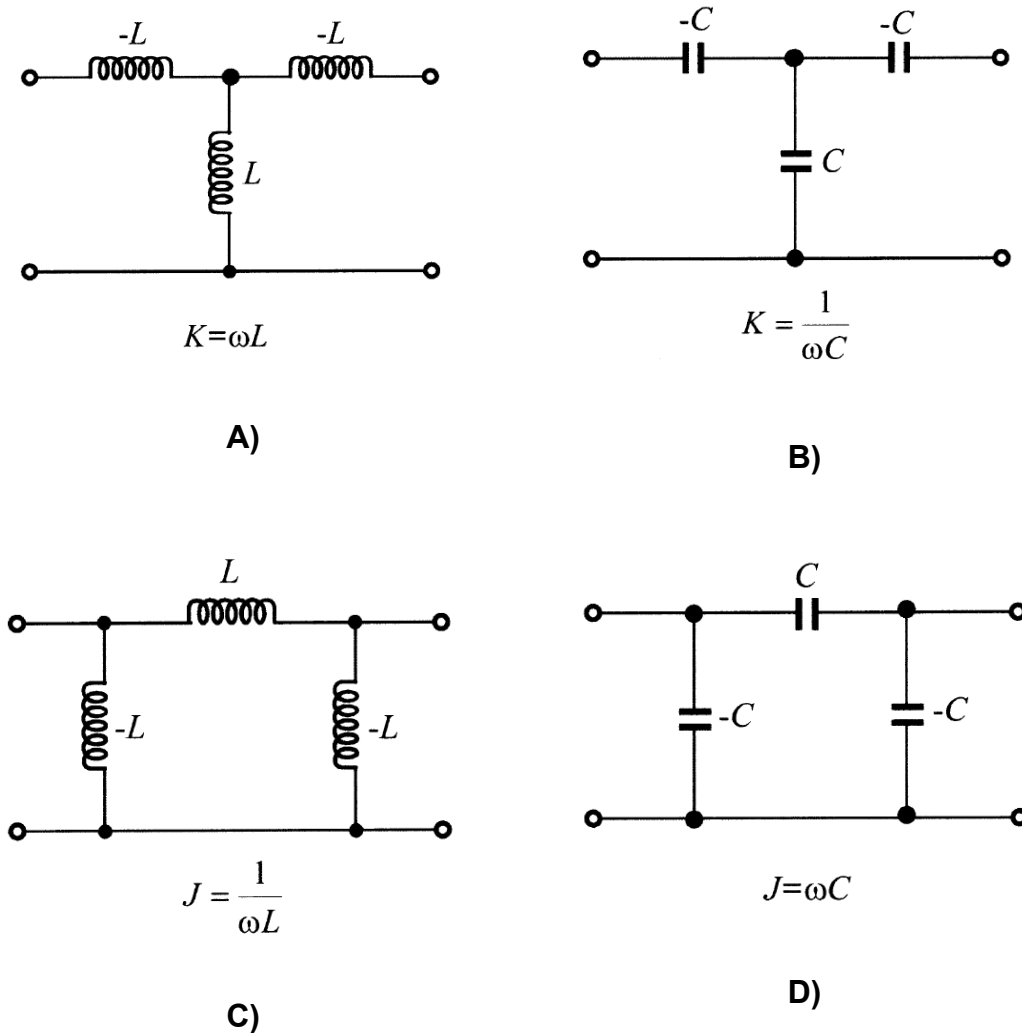 -L -L
L
K=ωL
A)
-C -C
C
K = 1/ωC
B)
L
-L -L
J = 1/ωL
C)
C
-C -C
J=ωC
D)